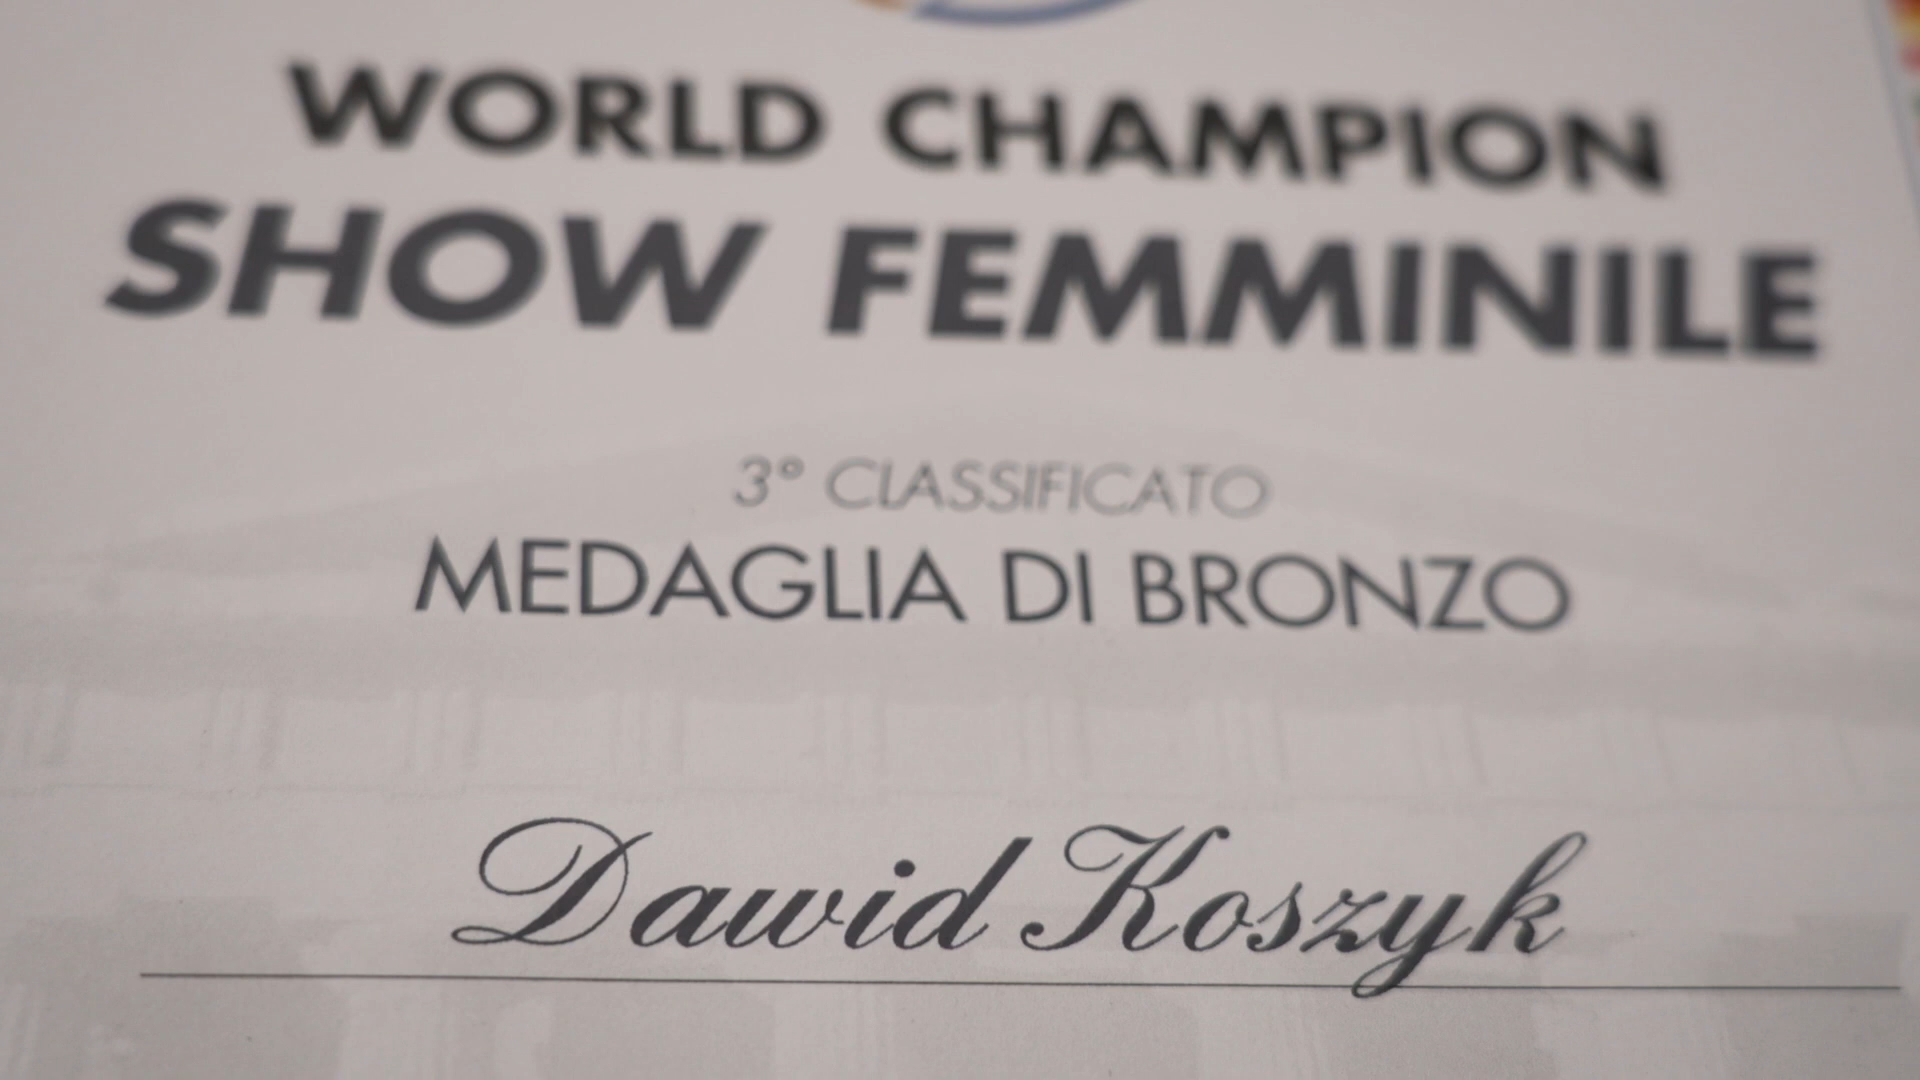 WORLD CHAMPION
SHOW FEMMINILE
3° CLASSIFICATO
MEDAGLIA DI BRONZO
Dawid Koszyk